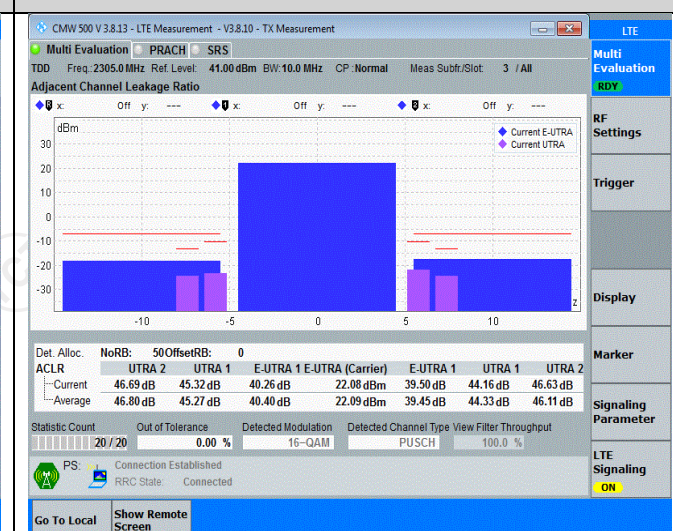 CMW 500 V 3.8.13 - LTE Measurement - V3.8.10 - TX Measurement
LTE
Multi Evaluation PRACH SRS
Multi Evaluation
RDY
TDD Freq.:2305.0 MHz Ref. Level: 41.00 dBm BW:10.0 MHz CP :Normal Meas Subfr./Slot: 3 / All
Adjacent Channel Leakage Ratio
x: Off y: --- x: Off y: --- x: Off y: ---
RF Settings
dBm
Current E-UTRA
Current UTRA
30
20
10
0
-10
-20
-30
z
-10 -5 0 5 10
Trigger
Display
Marker
Det. Alloc. NoRB: 50 OffsetRB: 0
ACLR UTRA 2 UTRA 1 E-UTRA 1 E-UTRA (Carrier) E-UTRA 1 UTRA 1 UTRA 2
Current 46.69 dB 45.32 dB 40.26 dB 22.08 dBm 39.50 dB 44.16 dB 46.63 dB
Average 46.80 dB 45.27 dB 40.40 dB 22.09 dBm 39.45 dB 44.33 dB 46.11 dB
Signaling Parameter
Statistic Count Out of Tolerance Detected Modulation Detected Channel Type View Filter Throughput
20 / 20 0.00 % 16-QAM PUSCH 100.0 %
PS: Connection Established
RRC State: Connected
LTE Signaling
ON
Go To Local
Show Remote Screen